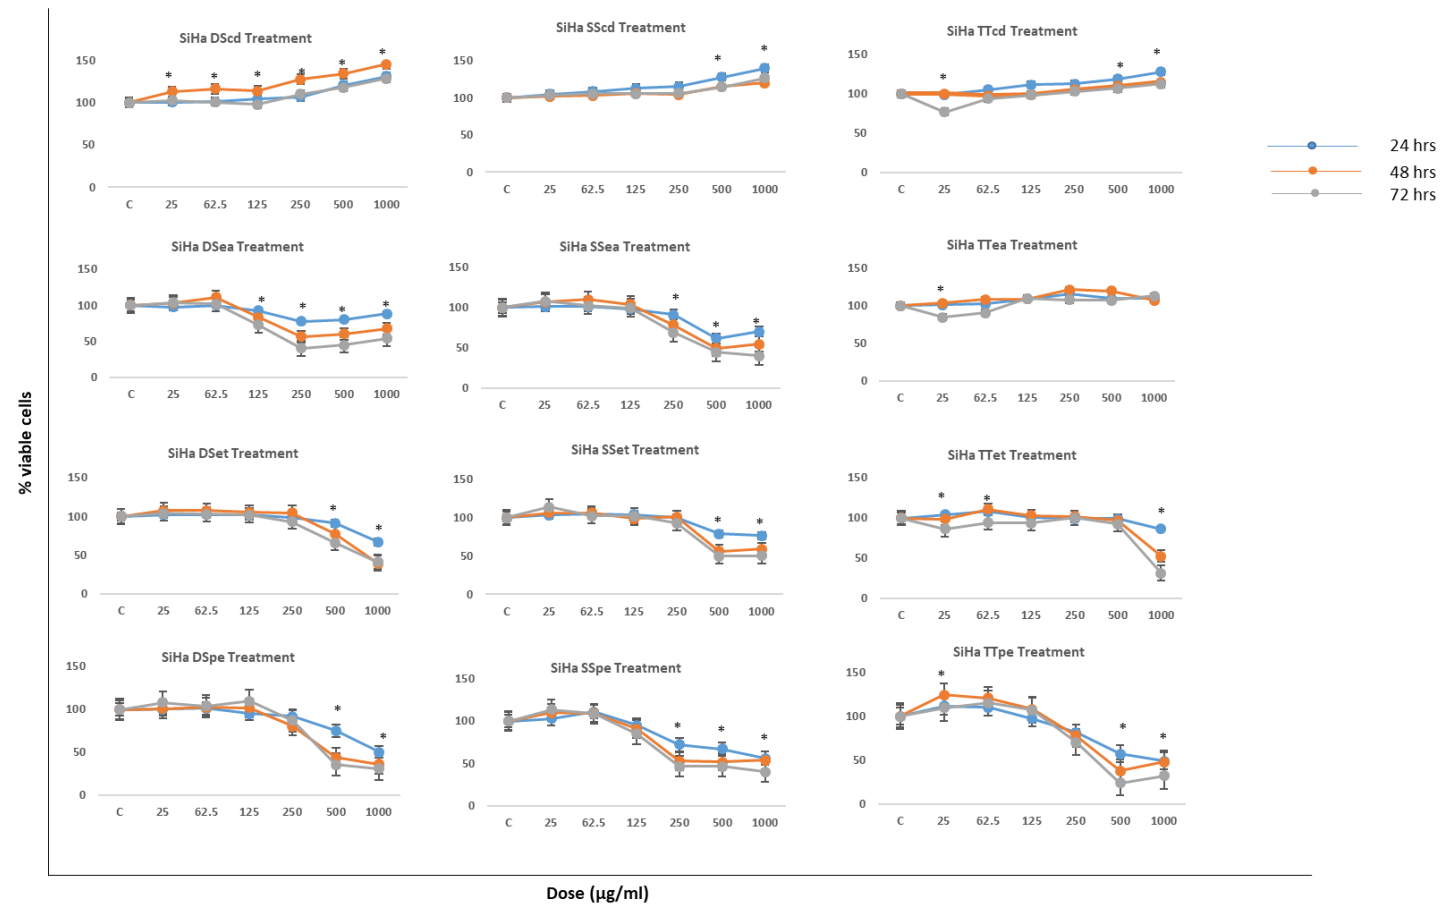 SiHa DScd Treatment
150
100
50
0
* * * * * *
C 25 62.5 125 250 500 1000
SiHa SScd Treatment
150
100
50
0
* *
C 25 62.5 125 250 500 1000
SiHa TTcd Treatment
150
100
50
0
* * *
C 25 62.5 125 250 500 1000
24 hrs
48 hrs
72 hrs
SiHa DSea Treatment
150
100
50
0
* * * *
C 25 62.5 125 250 500 1000
SiHa SSea Treatment
150
100
50
0
* * *
C 25 62.5 125 250 500 1000
SiHa TTea Treatment
150
100
50
0
*
C 25 62.5 125 250 500 1000
% viable cells
SiHa DSet Treatment
150
100
50
0
* *
C 25 62.5 125 250 500 1000
SiHa SSet Treatment
150
100
50
0
* *
C 25 62.5 125 250 500 1000
SiHa TTet Treatment
150
100
50
0
* * *
C 25 62.5 125 250 500 1000
SiHa DSpe Treatment
150
100
50
0
* *
C 25 62.5 125 250 500 1000
SiHa SSpe Treatment
150
100
50
0
* * *
C 25 62.5 125 250 500 1000
SiHa TTpe Treatment
150
100
50
0
* * *
C 25 62.5 125 250 500 1000
Dose (µg/ml)